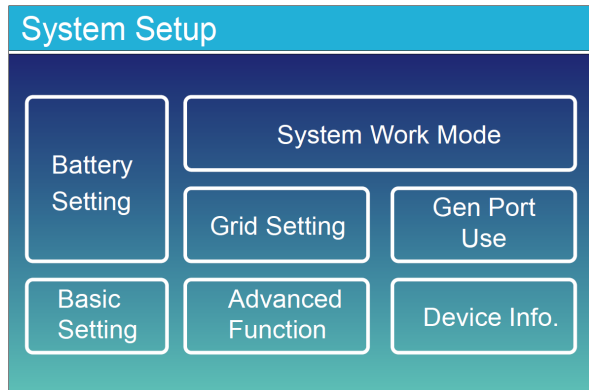 System Setup
System Work Mode
Battery
Setting
Grid Setting
Gen Port
Use
Basic
Setting
Advanced
Function
Device Info.